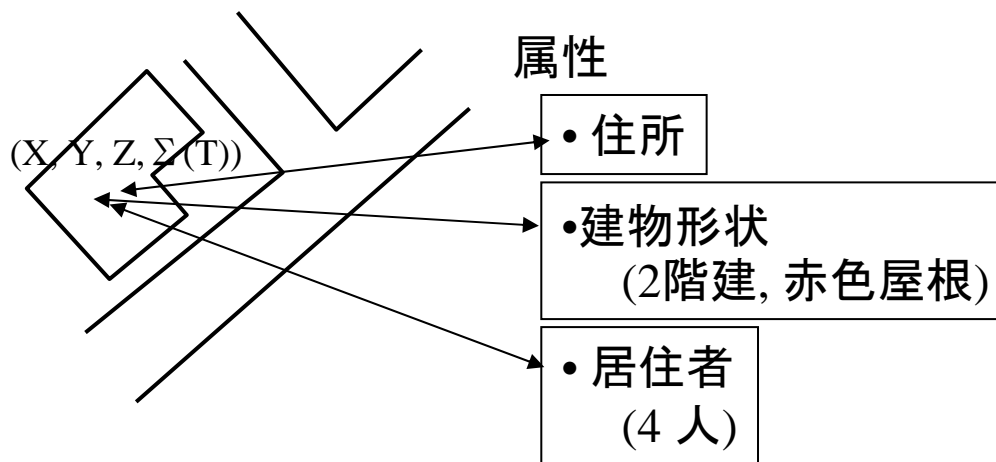 属性
(X, Y, Z, Σ(T))
• 住所
•建物形状
(2階建, 赤色屋根)
• 居住者
(4 人)